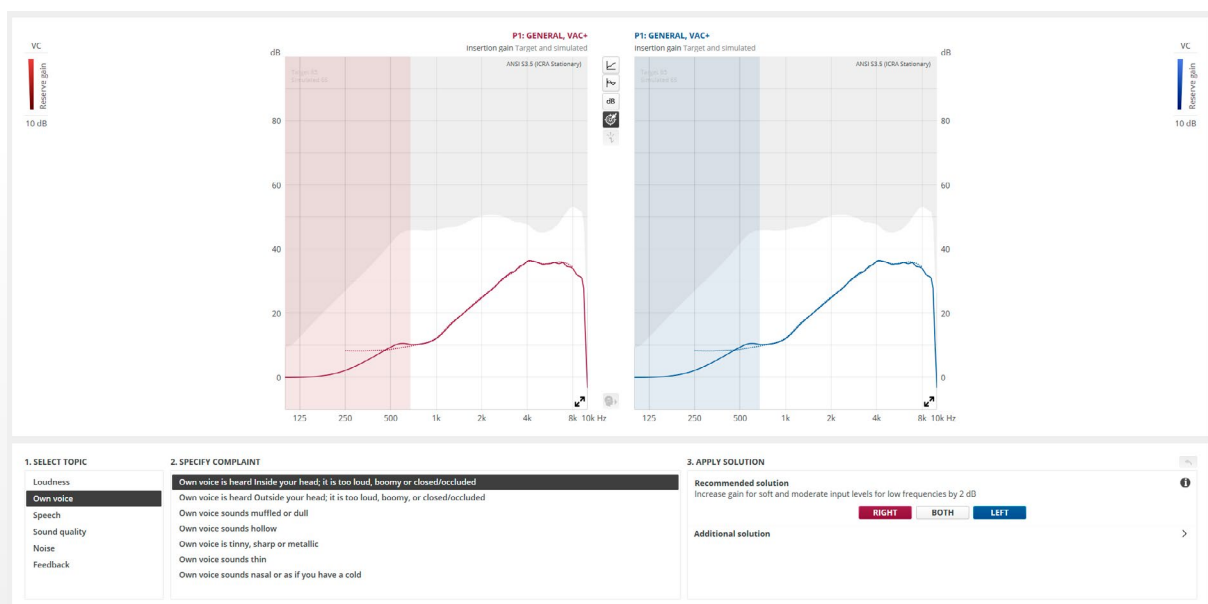 VC
Reserve gain
10 dB
P1: GENERAL, VAC+
Insertion gain Target and simulated
dB
ANSI S3.5 (ICRA Stationary)
80
60
40
20
0
125 250 500 1k 2k 4k 8k 10k Hz
dB
P1: GENERAL, VAC+
Insertion gain Target and simulated
dB
ANSI S3.5 (ICRA Stationary)
80
60
40
20
0
125 250 500 1k 2k 4k 8k 10k Hz
VC
Reserve gain
10 dB
1. SELECT TOPIC
Loudness
Own voice
Speech
Sound quality
Noise
Feedback
2. SPECIFY COMPLAINT
Own voice is heard Inside your head; it is too loud, boomy or closed/occluded
Own voice is heard Outside your head; it is too loud, boomy, or closed/occluded
Own voice sounds muffled or dull
Own voice sounds hollow
Own voice is tinny, sharp or metallic
Own voice sounds thin
Own voice sounds nasal or as if you have a cold
3. APPLY SOLUTION
Recommended solution
Increase gain for soft and moderate input levels for low frequencies by 2 dB
RIGHT BOTH LEFT
Additional solution